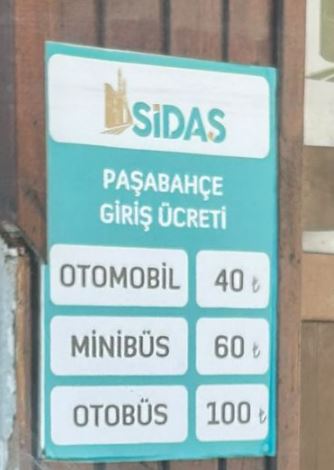 SİDAŞ
PAŞABAHÇE
GİRİŞ ÜCRETİ
OTOMOBİL 40 ₺
MİNİBÜS 60 ₺
OTOBÜS 100 ₺